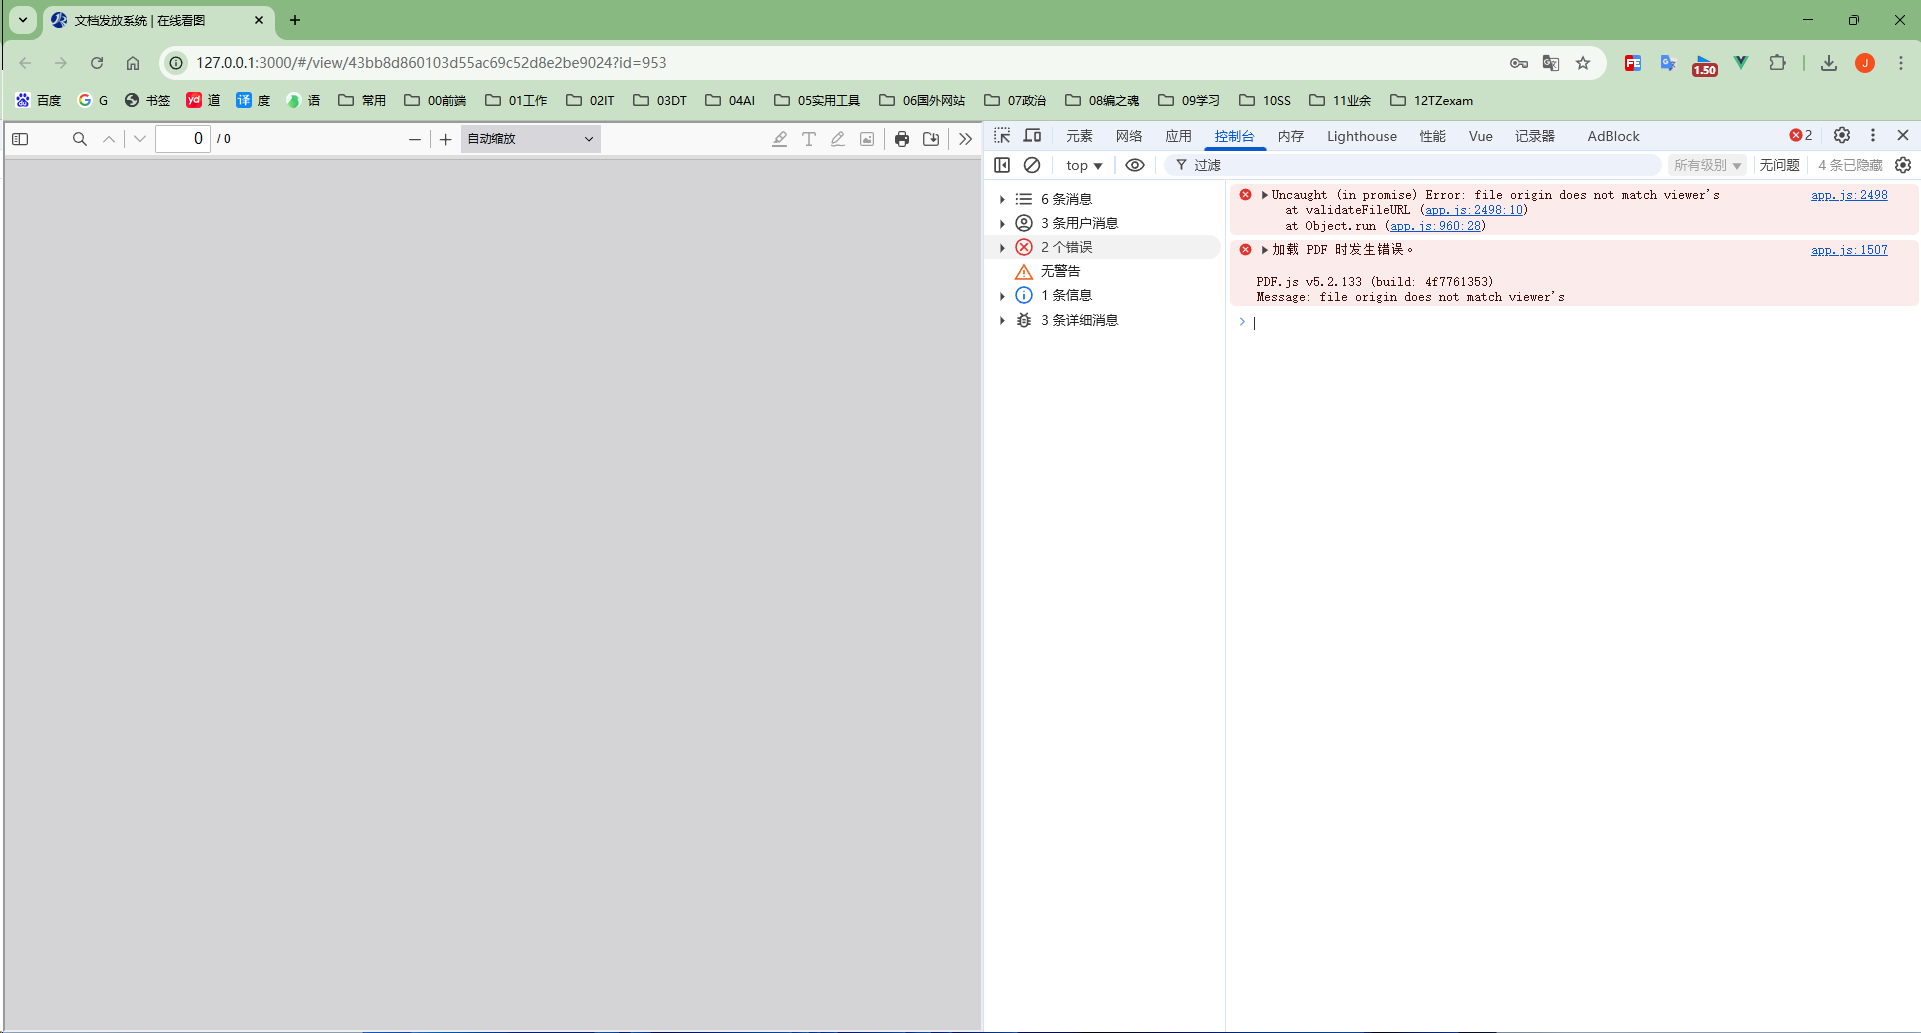 文档发放系统 | 在线看图
127.0.0.1:3000/#/view/43bb8d860103d55ac69c52d8e2be9024?id=953
FE
1.50
J
百度
G
书签
yd 道
译 度
语
常用
00前端
01工作
02IT
03DT
04AI
05实用工具
06国外网站
07政治
08编之魂
09学习
10SS
11业余
12TZexam
0 / 0
自动缩放
元素
网络
应用
控制台
内存
Lighthouse
性能
Vue
记录器
AdBlock
2
top
过滤
所有级别
无问题
4 条已隐藏
6 条消息
3 条用户消息
2 个错误
无警告
1 条信息
3 条详细消息
Uncaught (in promise) Error: file origin does not match viewer's app.js:2498
at validateFileURL (app.js:2498:10)
at Object.run (app.js:960:28)
加载 PDF 时发生错误。 app.js:1507
PDF.js v5.2.133 (build: 4f7761353)
Message: file origin does not match viewer's